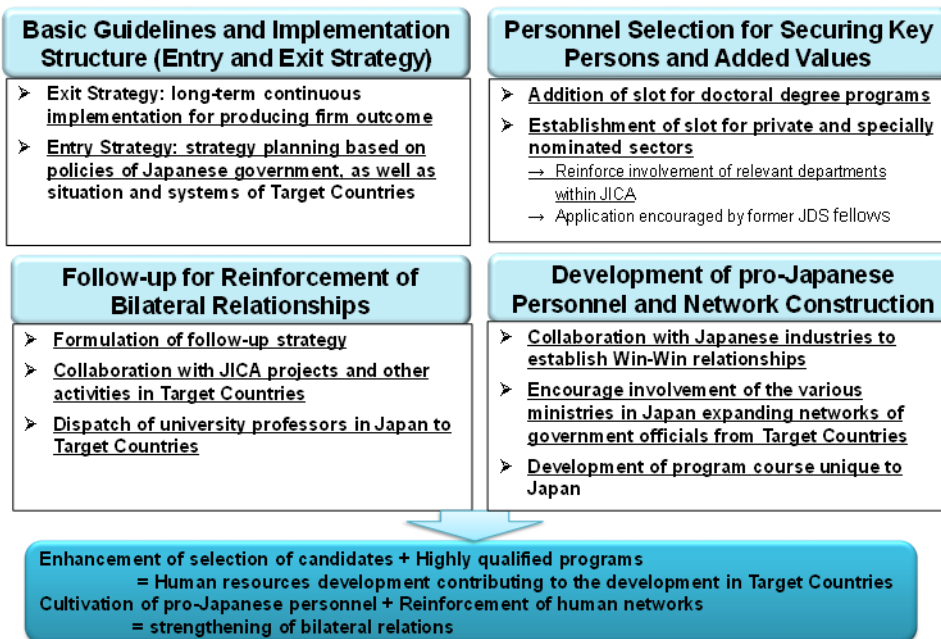 Basic Guidelines and Implementation
Structure (Entry and Exit Strategy)
➤ Exit Strategy: long-term continuous
implementation for producing firm outcome
➤ Entry Strategy: strategy planning based on
policies of Japanese government, as well as
situation and systems of Target Countries
Personnel Selection for Securing Key
Persons and Added Values
➤ Addition of slot for doctoral degree programs
➤ Establishment of slot for private and specially
nominated sectors
→ Reinforce involvement of relevant departments
within JICA
→ Application encouraged by former JDS fellows
Follow-up for Reinforcement of
Bilateral Relationships
➤ Formulation of follow-up strategy
➤ Collaboration with JICA projects and other
activities in Target Countries
➤ Dispatch of university professors in Japan to
Target Countries
Development of pro-Japanese
Personnel and Network Construction
➤ Collaboration with Japanese industries to
establish Win-Win relationships
➤ Encourage involvement of the various
ministries in Japan expanding networks of
government officials from Target Countries
➤ Development of program course unique to
Japan
Enhancement of selection of candidates + Highly qualified programs
= Human resources development contributing to the development in Target Countries
Cultivation of pro-Japanese personnel + Reinforcement of human networks
= strengthening of bilateral relations